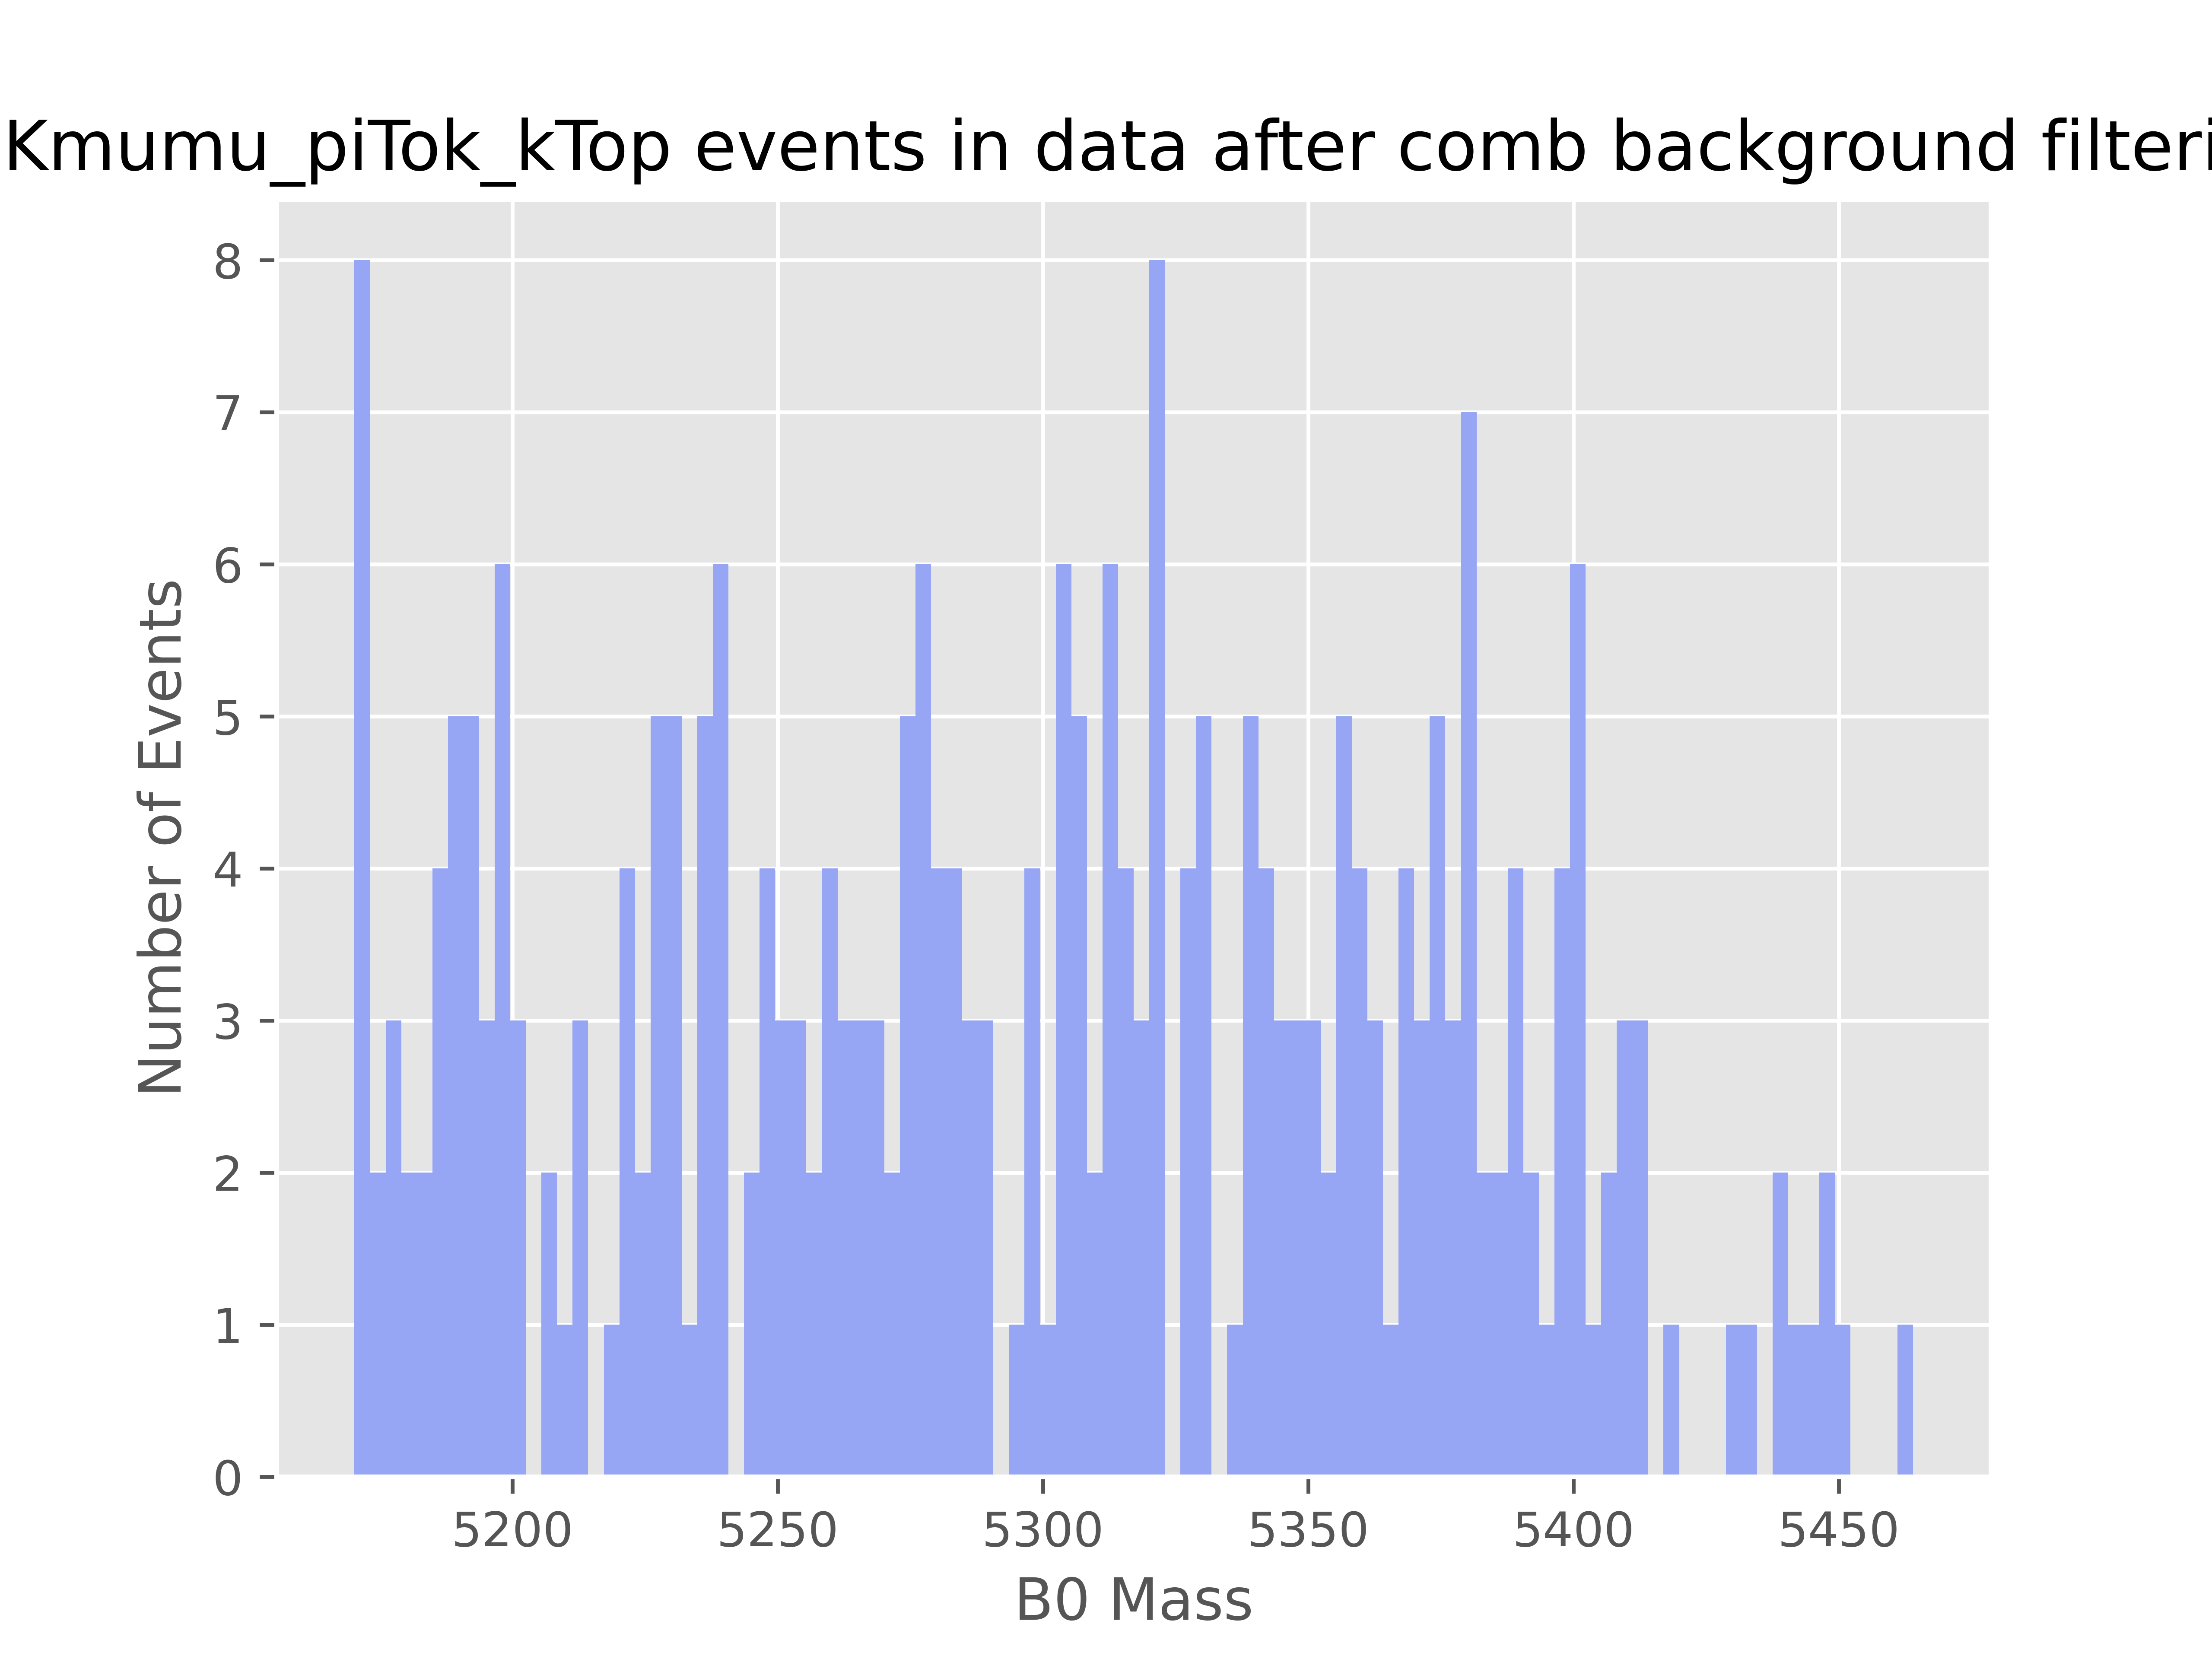 Kmumu_piTok_kTop events in data after comb background filteri
Number of Events
8
7
6
5
4
3
2
1
0
5200 5250 5300 5350 5400 5450
B0 Mass